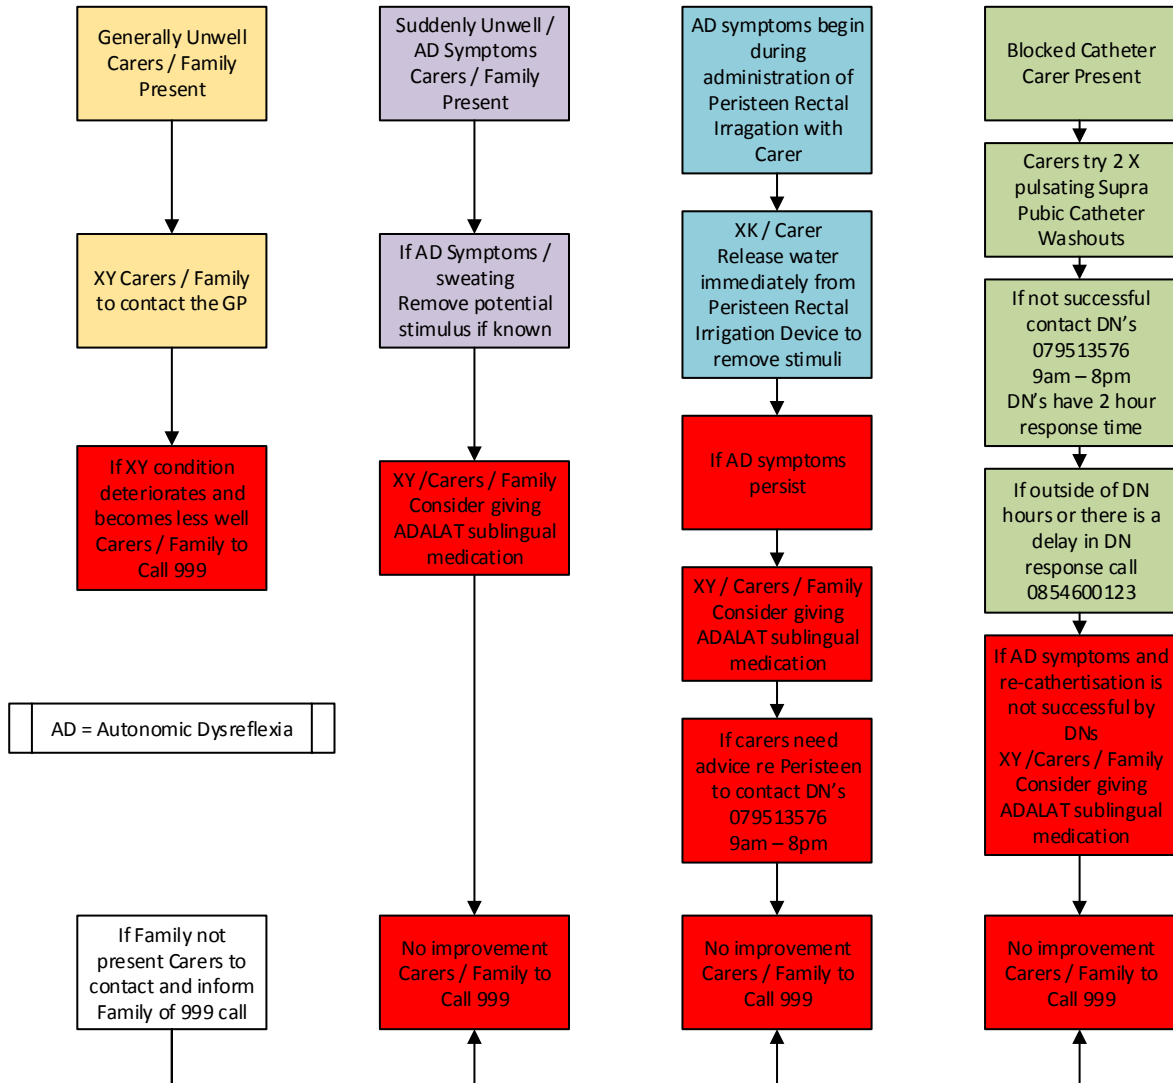 Generally Unwell
Carers / Family
Present
XY Carers / Family
to contact the GP
If XY condition
deteriorates and
becomes less well
Carers / Family to
Call 999
AD = Autonomic Dysreflexia
If Family not
present Carers to
contact and inform
Family of 999 call
Suddenly Unwell /
AD Symptoms
Carers / Family
Present
If AD Symptoms /
sweating
Remove potential
stimulus if known
XY /Carers / Family
Consider giving
ADALAT sublingual
medication
No improvement
Carers / Family to
Call 999
AD symptoms begin
during
administration of
Peristeen Rectal
Irragation with
Carer
XK / Carer
Release water
immediately from
Peristeen Rectal
Irrigation Device to
remove stimuli
If AD symptoms
persist
XY / Carers / Family
Consider giving
ADALAT sublingual
medication
If carers need
advice re Peristeen
to contact DN's
079513576
9am – 8pm
No improvement
Carers / Family to
Call 999
Blocked Catheter
Carer Present
Carers try 2 X
pulsating Supra
Pubic Catheter
Washouts
If not successful
contact DN's
079513576
9am – 8pm
DN's have 2 hour
response time
If outside of DN
hours or there is a
delay in DN
response call
0854600123
If AD symptoms and
re-cathertisation is
not successful by
DNs
XY /Carers / Family
Consider giving
ADALAT sublingual
medication
No improvement
Carers / Family to
Call 999